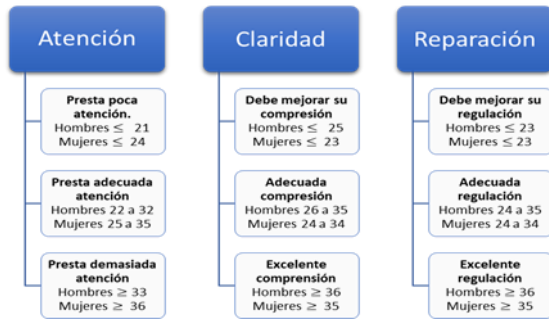 Atención
Presta poca
atención.
Hombres ≤ 21
Mujeres ≤ 24
Presta adecuada
atención
Hombres 22 a 32
Mujeres 25 a 35
Presta demasiada
atención
Hombres ≥ 33
Mujeres ≥ 36
Claridad
Debe mejorar su
compresión
Hombres ≤ 25
Mujeres ≤ 23
Adecuada
compresión
Hombres 26 a 35
Mujeres 24 a 34
Excelente
comprensión
Hombres ≥ 36
Mujeres ≥ 35
Reparación
Debe mejorar su
regulación
Hombres ≤ 23
Mujeres ≤ 23
Adecuada
regulación
Hombres 24 a 35
Mujeres 24 a 34
Excelente
regulación
Hombres ≥ 36
Mujeres ≥ 35